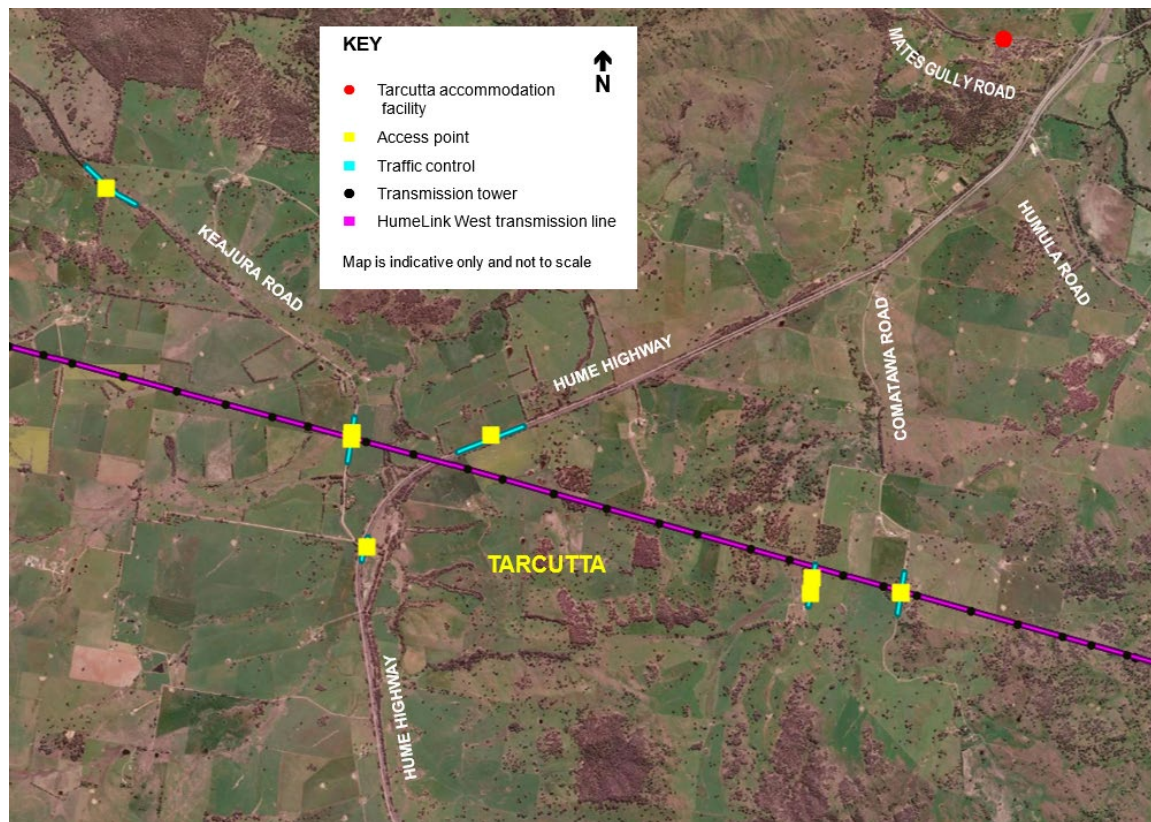 KEY
N
Tarcutta accommodation
facility
Access point
Traffic control
Transmission tower
HumeLink West transmission line
Map is indicative only and not to scale
MATES GULLY ROAD
HUMULA ROAD
KEAJURA ROAD
HUME HIGHWAY
COMATAWA ROAD
TARCUTTA
HUME HIGHWAY